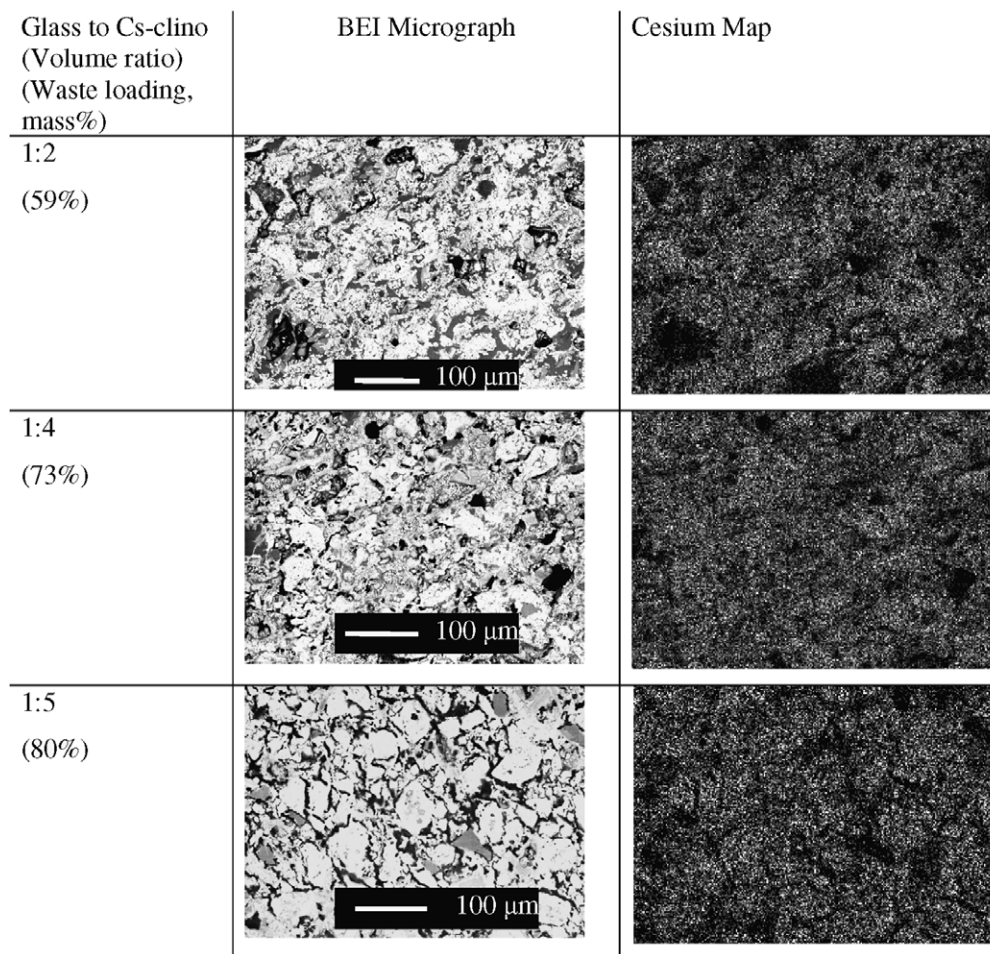 Glass to Cs-clino
(Volume ratio)
(Waste loading,
mass%)
BEI Micrograph
Cesium Map
1:2
(59%)
100 µm
1:4
(73%)
100 µm
1:5
(80%)
100 µm